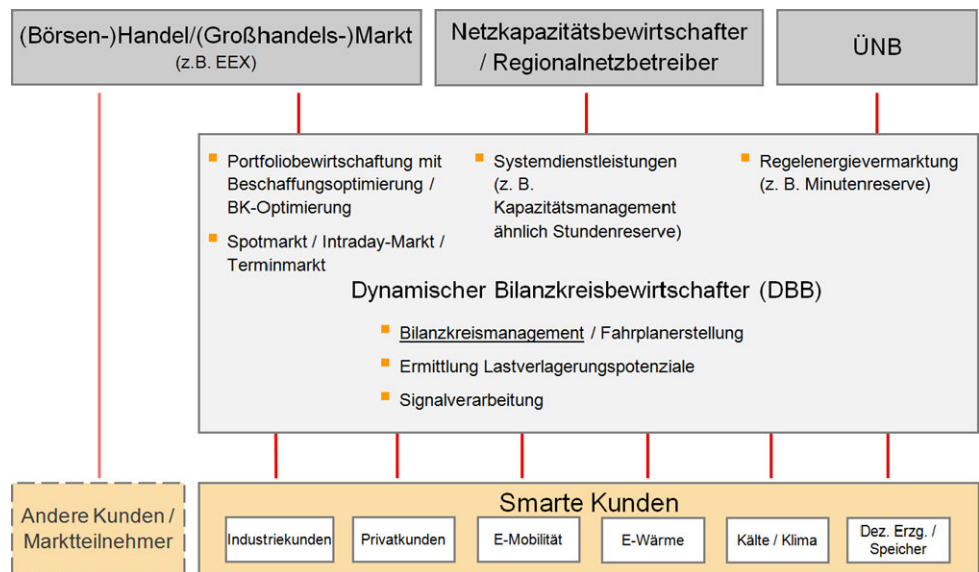 (Börsen-)Handel/(Großhandels-)Markt
(z.B. EEX)
Netzkapazitätsbewirtschafter
/ Regionalnetzbetreiber
ÜNB
Portfoliobewirtschaftung mit
Beschaffungsoptimierung /
BK-Optimierung
Spotmarkt / Intraday-Markt /
Terminmarkt
Systemdienstleistungen
(z. B.
Kapazitätsmanagement
ähnlich Stundenreserve)
Regelenergievermarktung
(z. B. Minutenreserve)
Dynamischer Bilanzkreisbewirtschafter (DBB)
Bilanzkreismanagement / Fahrplanerstellung
Ermittlung Lastverlagerungspotenziale
Signalverarbeitung
Andere Kunden /
Marktteilnehmer
Smarte Kunden
Industriekunden
Privatkunden
E-Mobilität
E-Wärme
Kälte / Klima
Dez. Erzg. /
Speicher